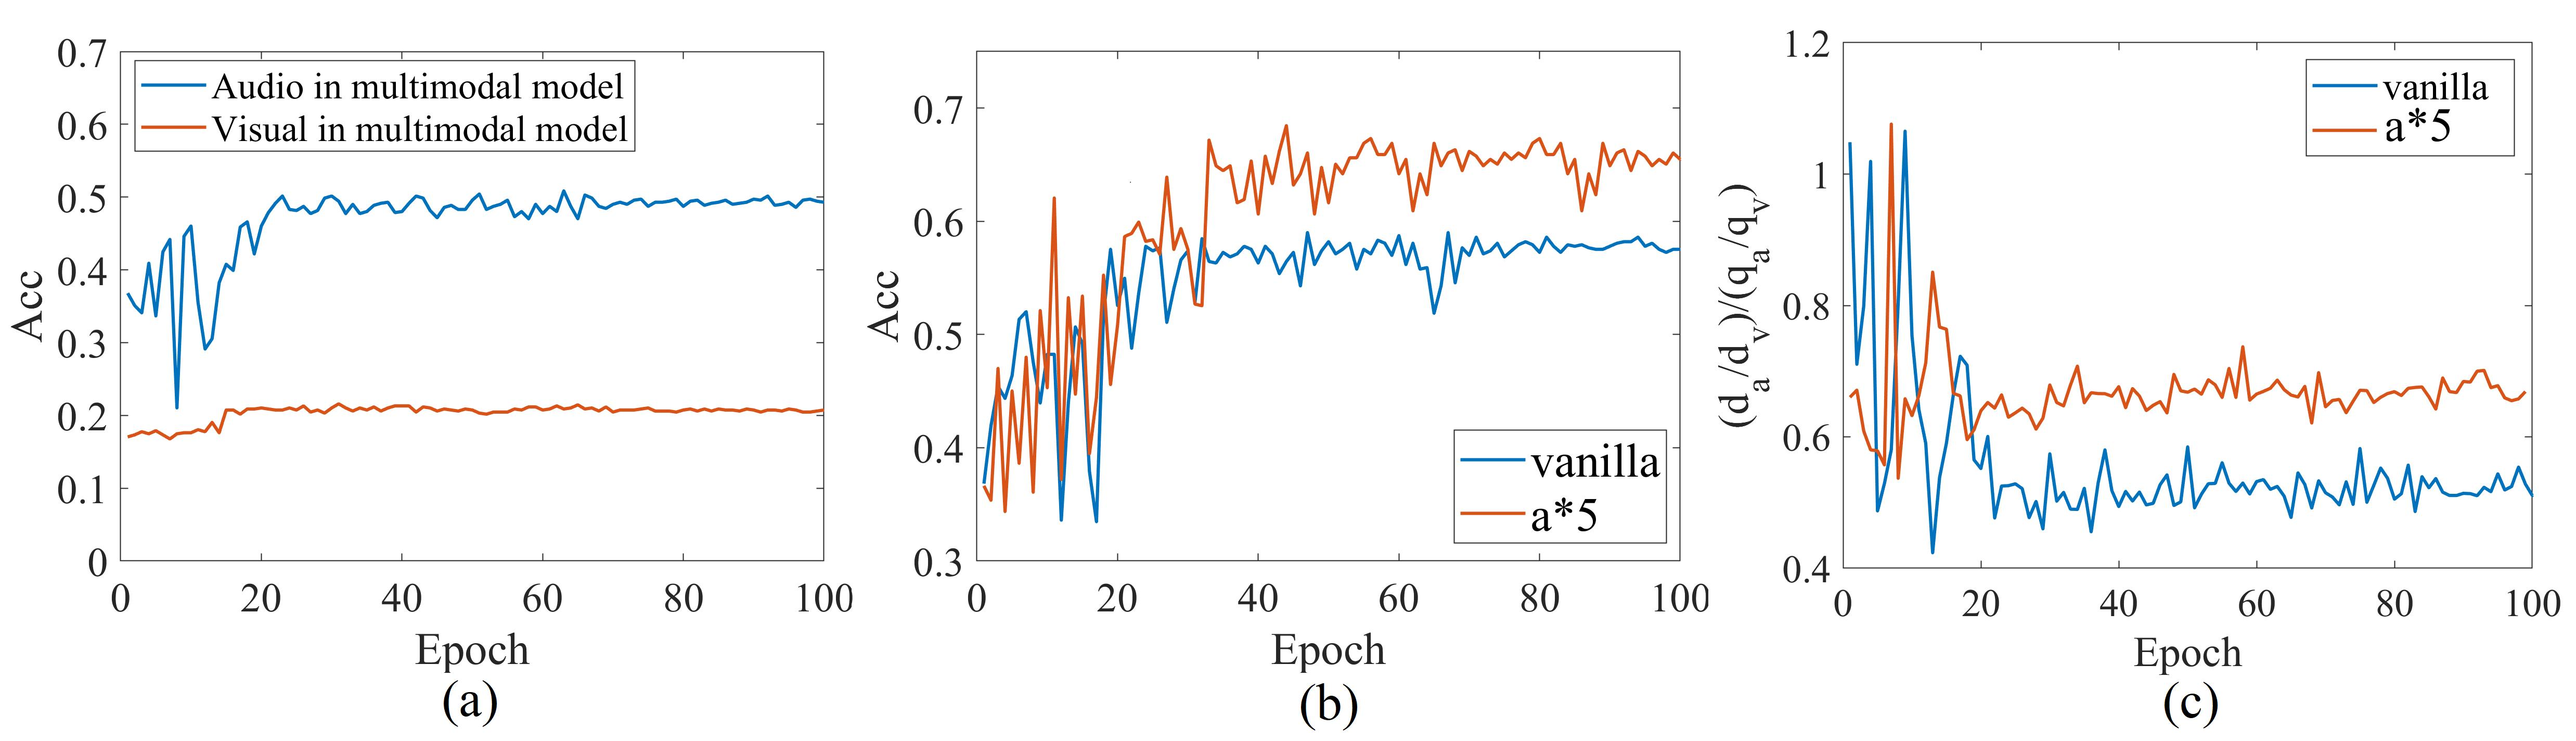 0.7
0.6
0.5
0.4
0.3
0.2
0.1
0
Acc
Audio in multimodal model
Visual in multimodal model
0 20 40 60 80 100
Epoch
(a)
0.7
0.6
0.5
0.4
0.3
Acc
vanilla
a*5
0 20 40 60 80 100
Epoch
(b)
1.2
1
0.8
0.6
0.4
(d_a/d_v)/(q_a/q_v)
vanilla
a*5
0 20 40 60 80 100
Epoch
(c)